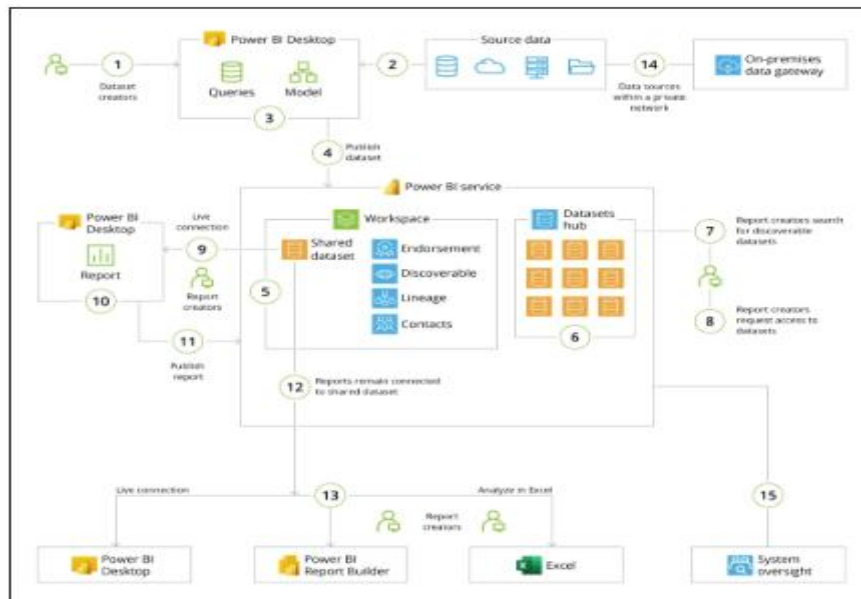 Power BI Desktop
Source data
1
2
14
On-premises
data gateway
Dataset
creators
Queries
Model
Data sources
within a private
network
3
4
Publish
dataset
Power BI service
Power BI
Desktop
Live
connection
Workspace
Datasets
hub
7
Report creators search
for discoverable
datasets
9
Shared
dataset
Endorsement
Report
Discoverable
10
Report
creators
5
Lineage
8
Report creators
request access to
datasets
Contacts
6
11
Publish
report
12
Reports remain connected
to shared dataset
Live connection
13
Analyze in Excel
15
Report
creators
Power BI
Desktop
Power BI
Report Builder
Excel
System
oversight